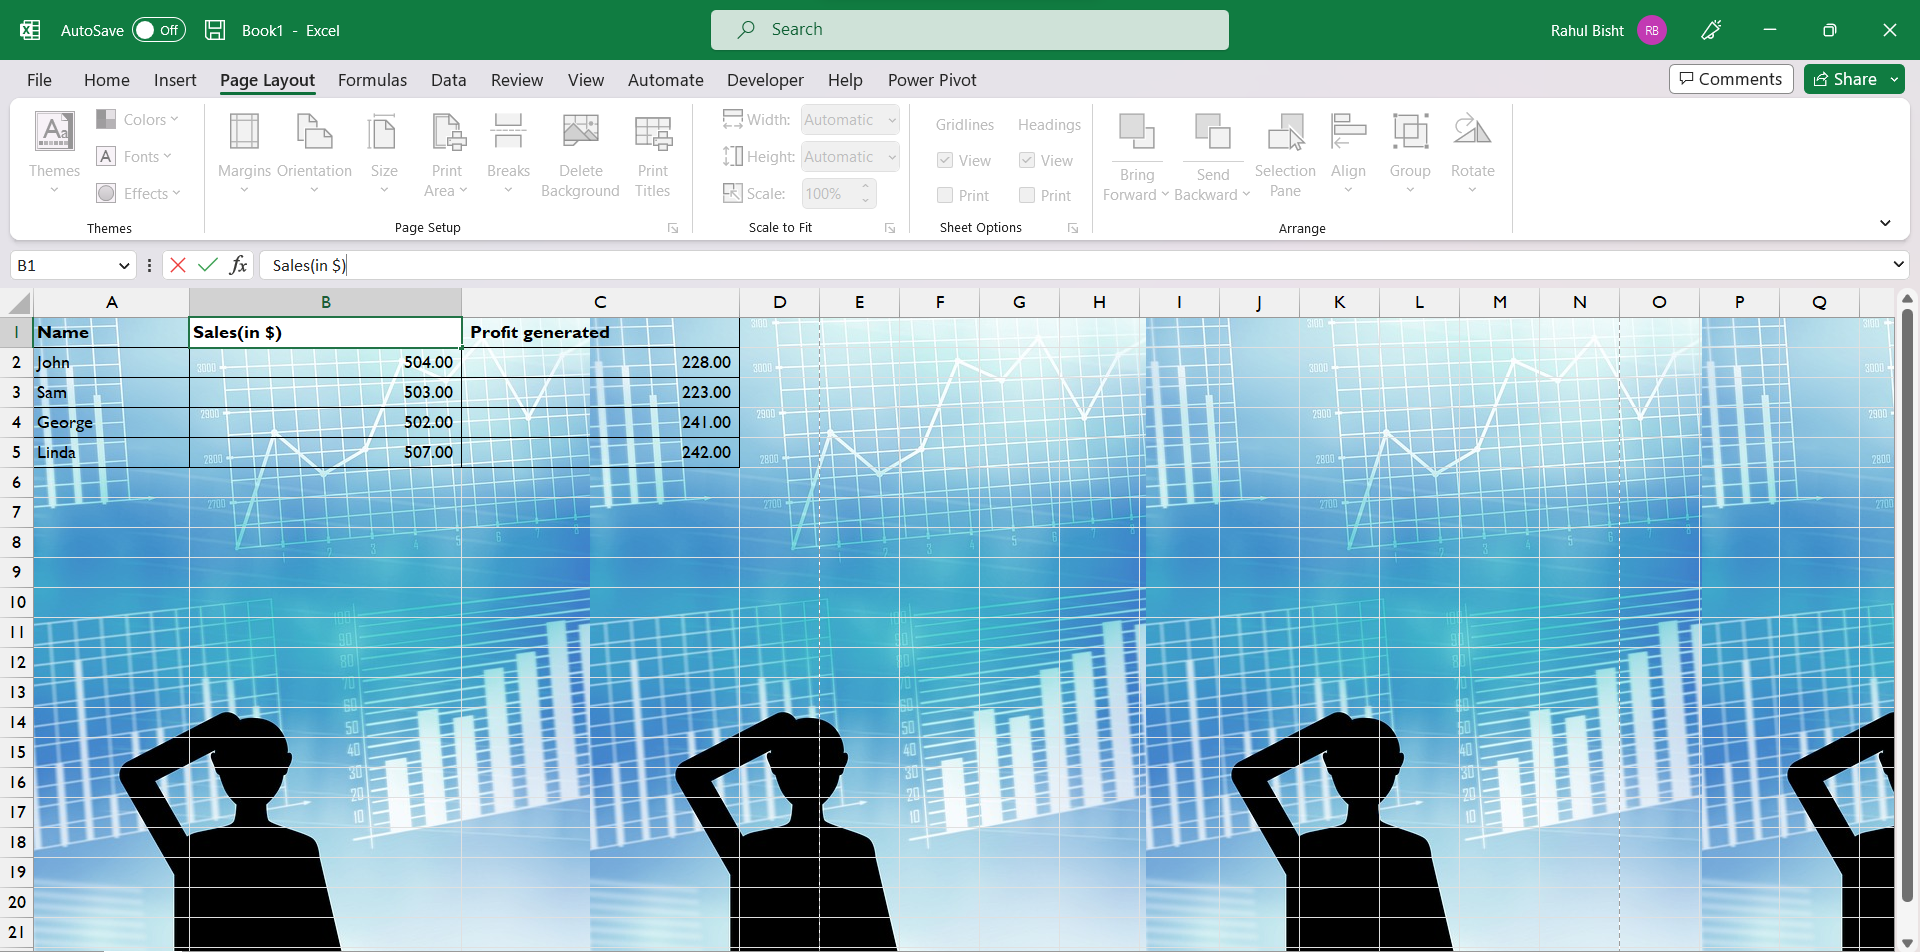 AutoSave Off Book1 - Excel Search Rahul Bisht RB
File Home Insert Page Layout Formulas Data Review View Automate Developer Help Power Pivot Comments Share
Aa Themes
Colors
A Fonts
Effects
Themes
Margins Orientation Size Print Area Breaks Delete Background Print Titles
Page Setup
Width: Automatic
Height: Automatic
Scale: 100%
Scale to Fit
Gridlines Headings
View View
Print Print
Sheet Options
Bring Forward Send Backward Selection Pane Align Group Rotate
Arrange
B1 fx Sales(in $)
A B C D E F G H I J K L M N O P Q
1 Name Sales(in $) Profit generated
2 John 504.00 228.00
3 Sam 503.00 223.00
4 George 502.00 241.00
5 Linda 507.00 242.00
6
7
8
9
10
11
12
13
14
15
16
17
18
19
20
21